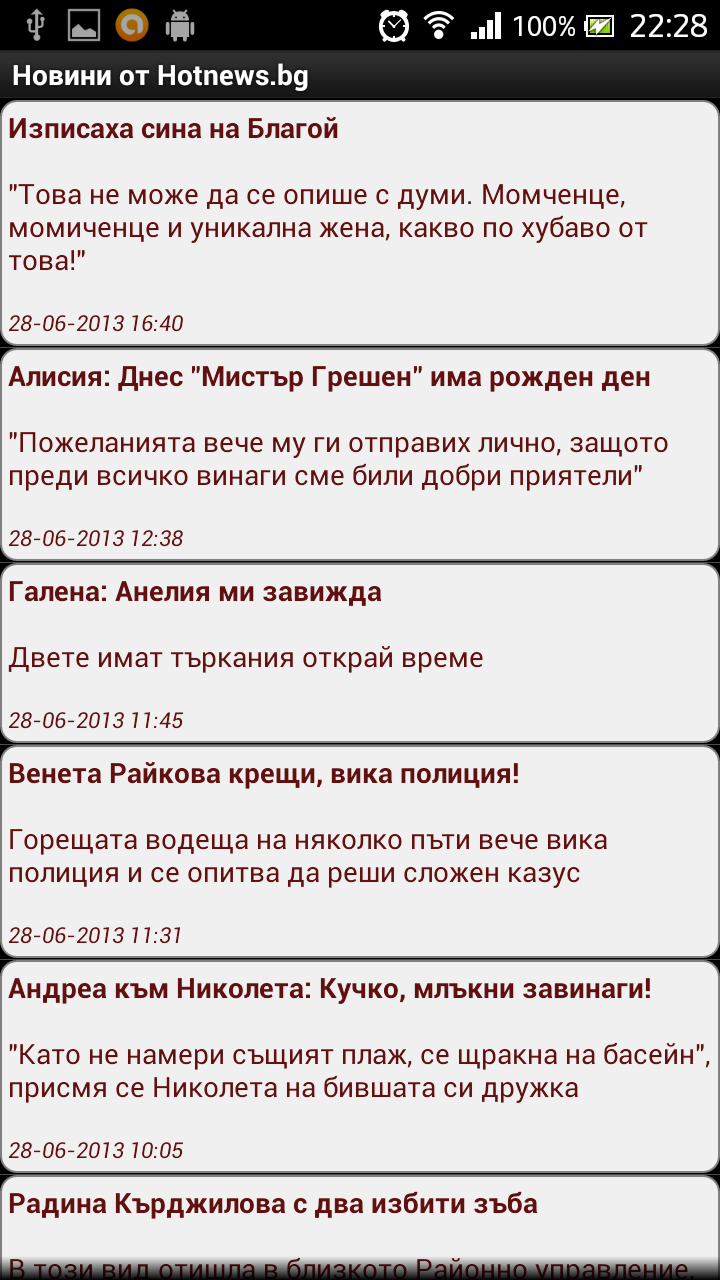 100% 22:28
Новини от Hotnews.bg
Изписаха сина на Благой
"Това не може да се опише с думи. Момченце,
момиченце и уникална жена, какво по хубаво от
това!"
28-06-2013 16:40
Алисия: Днес "Мистър Грешен" има рожден ден
"Пожеланията вече му ги отправих лично, защото
преди всичко винаги сме били добри приятели"
28-06-2013 12:38
Галена: Анелия ми завижда
Двете имат търкания открай време
28-06-2013 11:45
Венета Райкова крещи, вика полиция!
Горещата водеща на няколко пъти вече вика
полиция и се опитва да реши сложен казус
28-06-2013 11:31
Андреа към Николета: Кучко, млъкни завинаги!
"Като не намери същият плаж, се щракна на басейн",
присмя се Николета на бившата си дружка
28-06-2013 10:05
Радина Кърджилова с два избити зъба
В този вид отишла в близкото Районно управление,